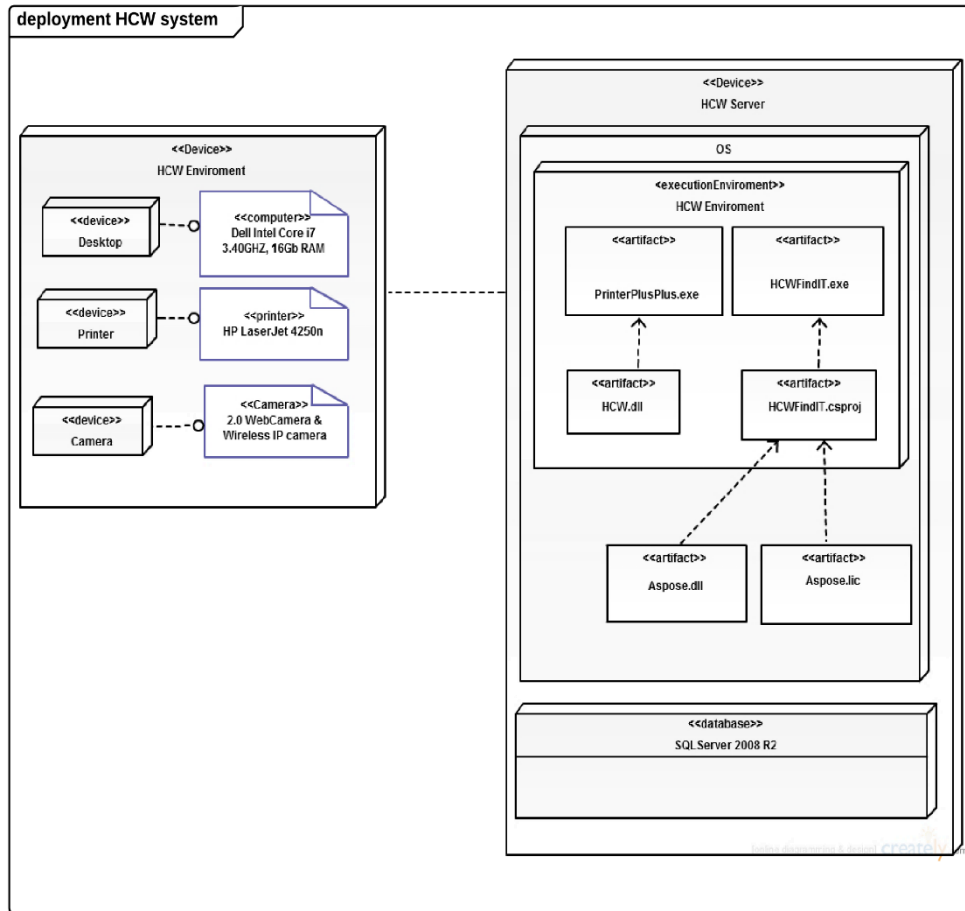 deployment HCW system
<<Device>>
HCW Enviroment
<<device>>
Desktop
<<computer>>
Dell Intel Core i7
3.40GHZ, 16Gb RAM
<<device>>
Printer
<<printer>>
HP LaserJet 4250n
<<device>>
Camera
<<Camera>>
2.0 WebCamera &
Wireless IP camera
<<Device>>
HCW Server
OS
<<executionEnviroment>>
HCW Enviroment
<<artifact>>
PrinterPlusPlus.exe
<<artifact>>
HCWFindIT.exe
<<artifact>>
HCW.dll
<<artifact>>
HCWFindIT.csproj
<<artifact>>
Aspose.dll
<<artifact>>
Aspose.lic
<<database>>
SQLServer 2008 R2
diagramming & design] creately